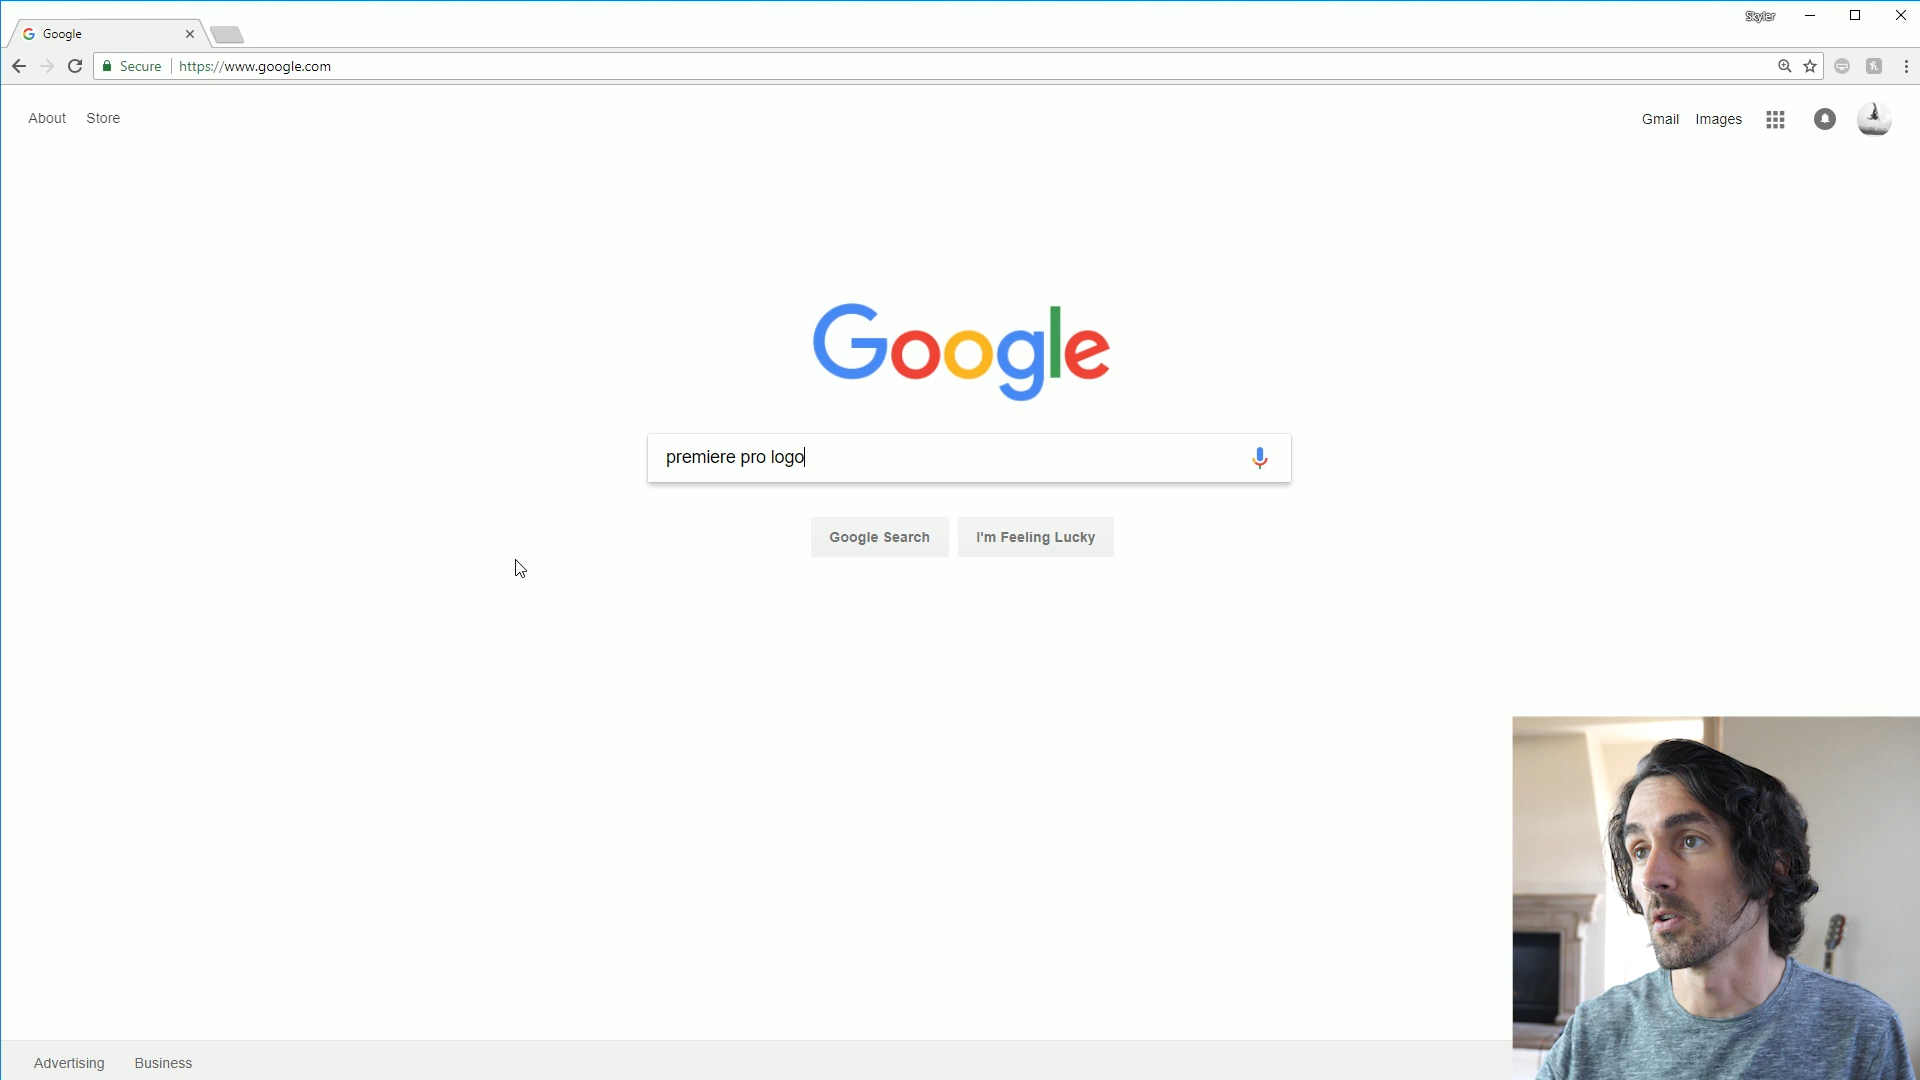 Skyler
Google
Secure
https://www.google.com
About
Store
Gmail
Images
Google
premiere pro logo
Google Search
I'm Feeling Lucky
Advertising
Business